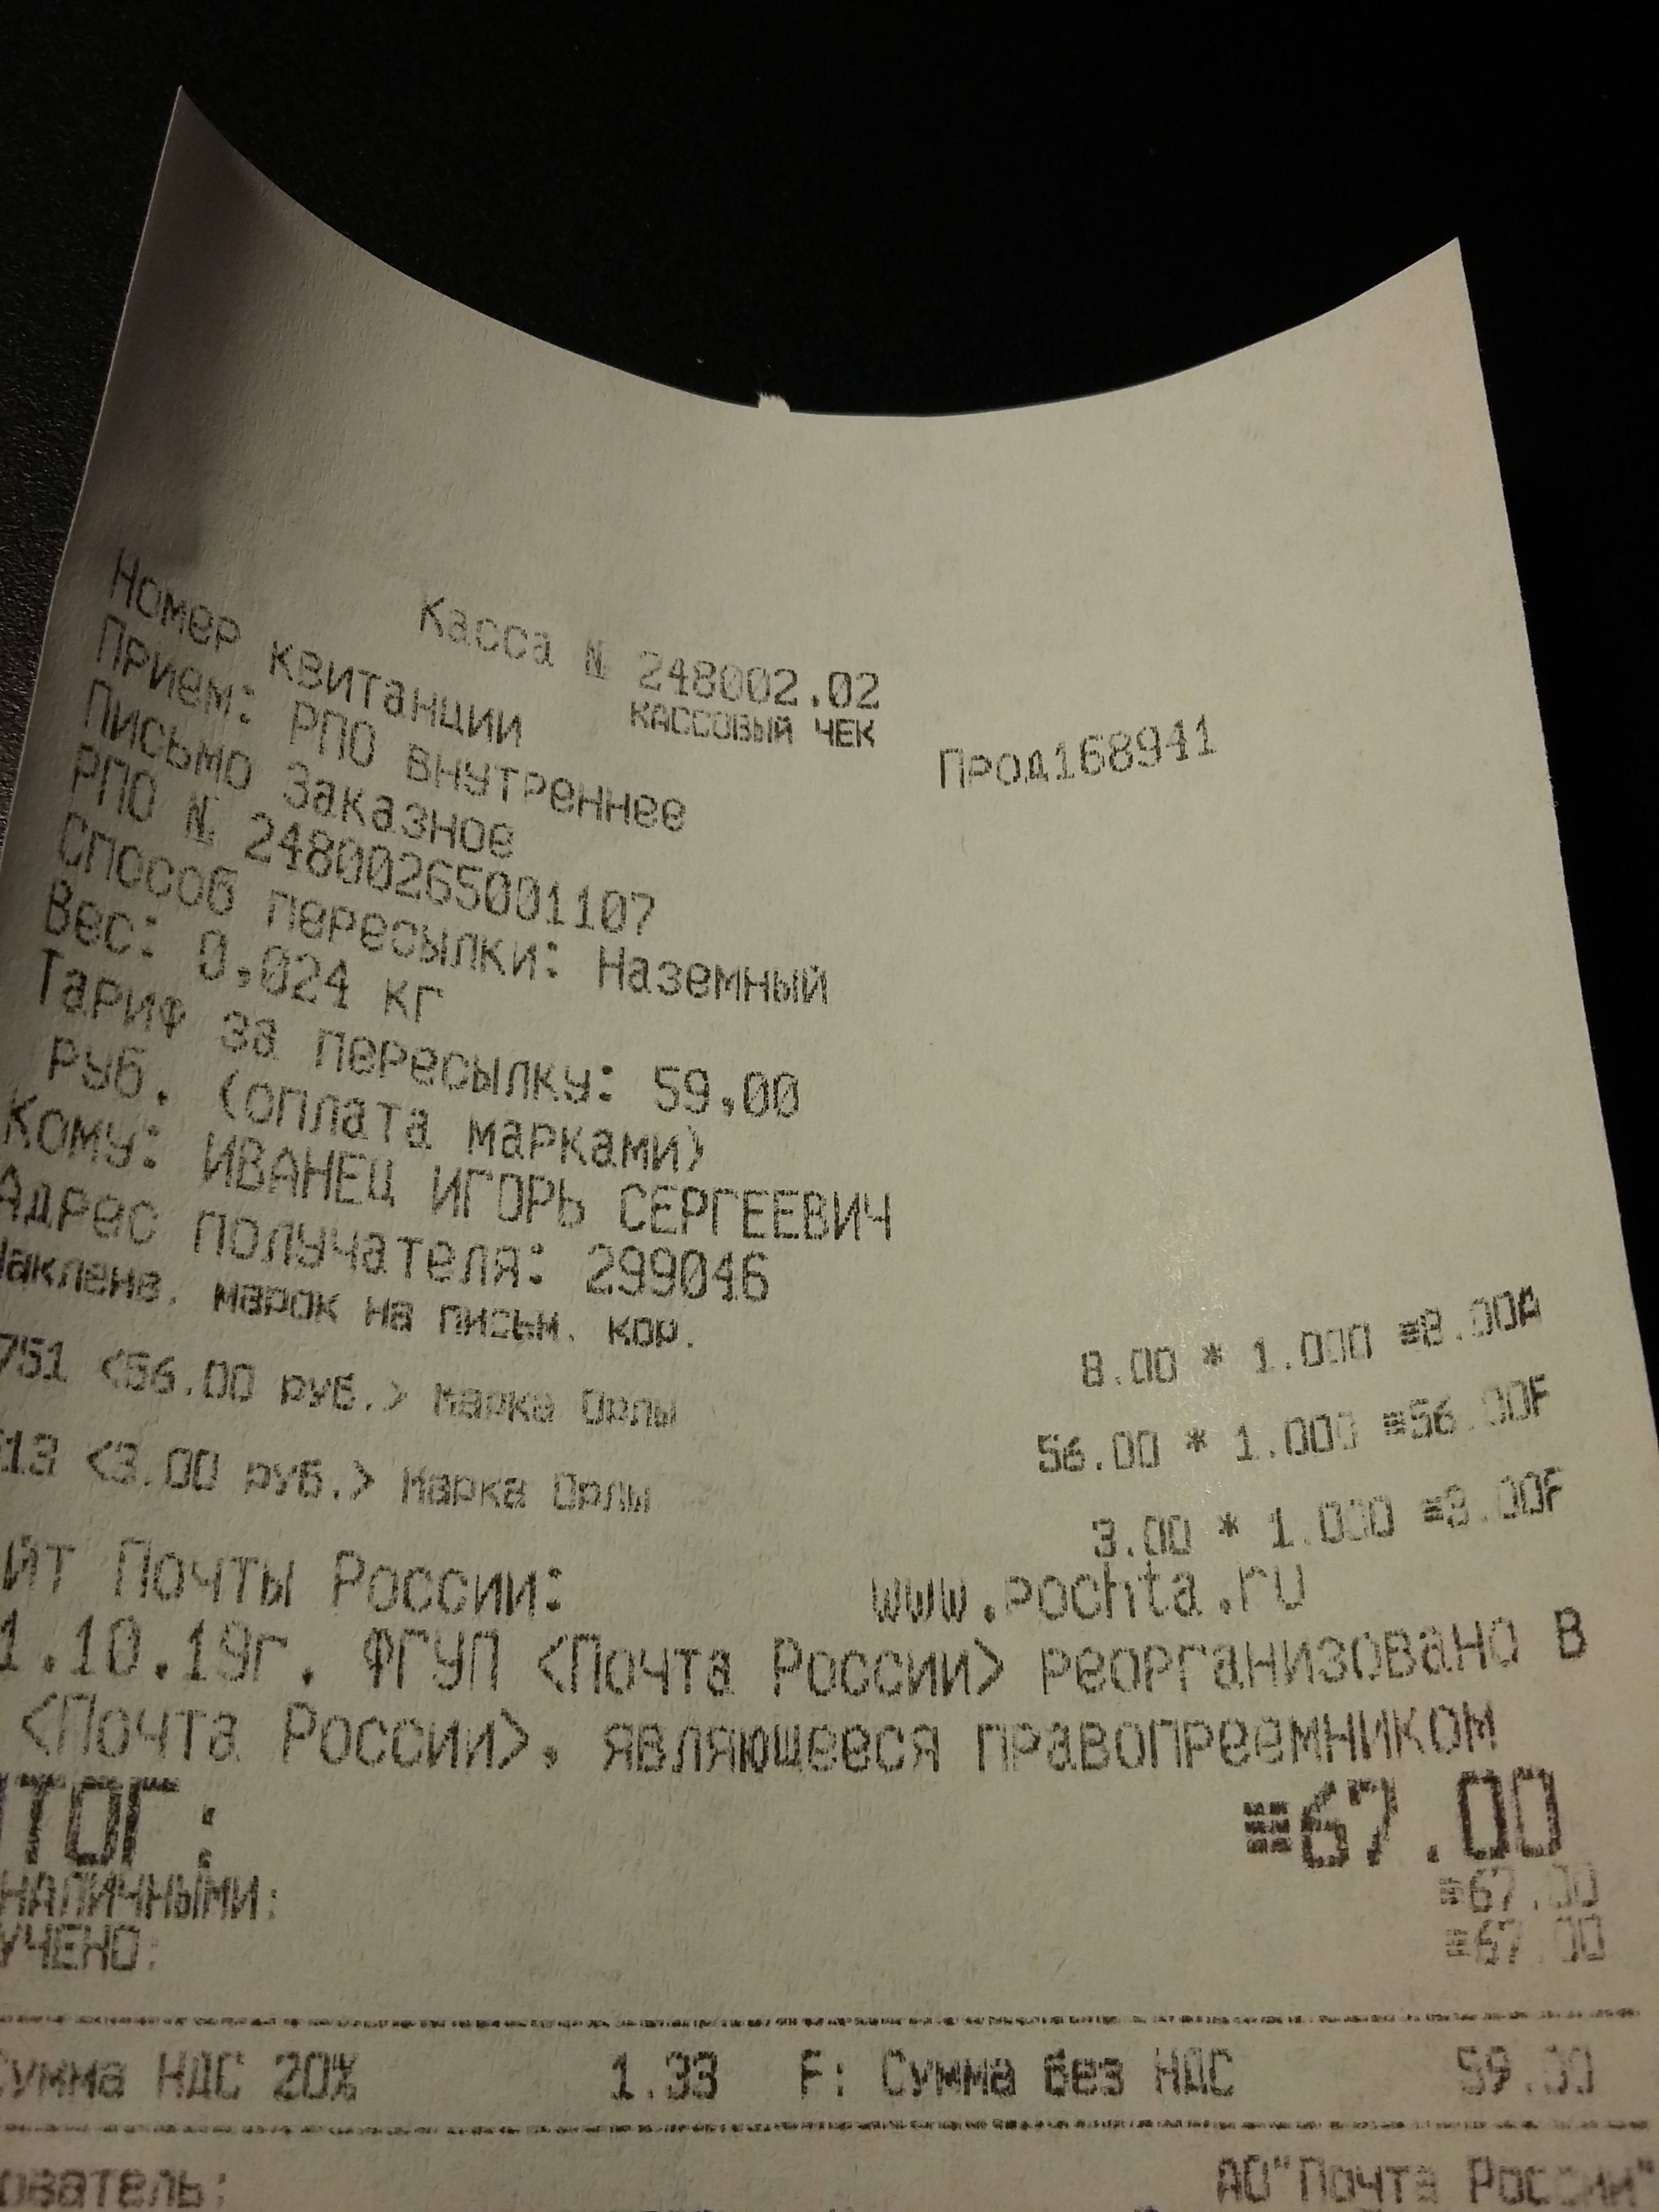 Касса № 248002.02
КАССОВЫЙ ЧЕК
Номер квитанции ПРОД168941
Прием: РПО внутреннее
Письмо Заказное
РПО № 24800265001107
Способ пересылки: Наземный
Вес: 0,024 кг
Тариф за пересылку: 59,00
руб. (оплата марками)
Кому: ИВАНЕЦ ИГОРЬ СЕРГЕЕВИЧ
Адрес получателя: 299046
Наклеив. марок на письм. кор.
8.00 * 1.000 ≡8.00A
751 <56.00 руб.> Марка Орлы
56.00 * 1.000 ≡56.00F
13 <3.00 руб.> Марка Орлы
3.00 * 1.000 ≡3.00F
йт Почты России: www.pochta.ru
1.10.19г. ФГУП <Почта России> реорганизовано в
<Почта России>, являющееся правопреемником
ИТОГ: ≡67.00
НАЛИЧНЫМИ: ≡67.00
УЧЕНО: ≡67.00
Сумма НДС 20% 1.33 F: Сумма без НДС 59.00
ователь: АО"Почта России"